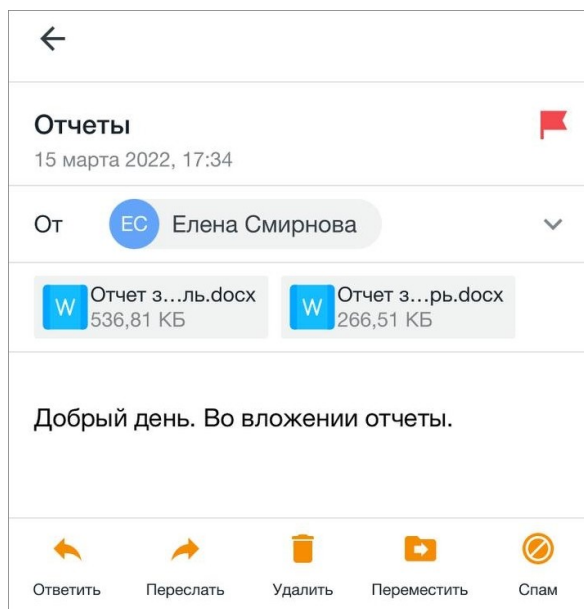 Отчеты
15 марта 2022, 17:34
От ЕС Елена Смирнова
W Отчет з...ль.docx W Отчет з...рь.docx
536,81 КБ 266,51 КБ
Добрый день. Во вложении отчеты.
Ответить Переслать Удалить Переместить Спам